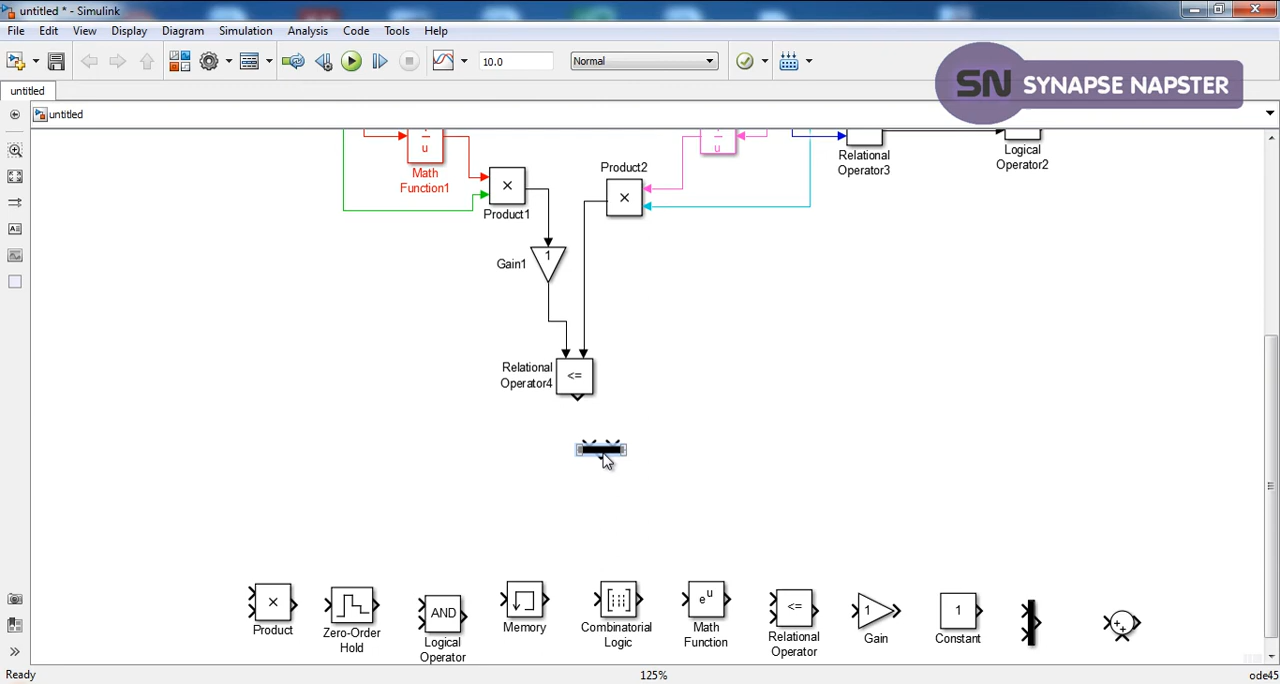 untitled * - Simulink
File Edit View Display Diagram Simulation Analysis Code Tools Help
10.0
Normal
SN SYNAPSE NAPSTER
untitled
untitled
u
u
Math
Function1
×
Product1
Product2
×
Relational
Operator3
Logical
Operator2
Gain1
1
Relational
Operator4
<=
×
Product
Zero-Order
Hold
AND
Logical
Operator
Memory
Combinatorial
Logic
e^u
Math
Function
<=
Relational
Operator
1
Gain
1
Constant
++
Ready
125%
ode45